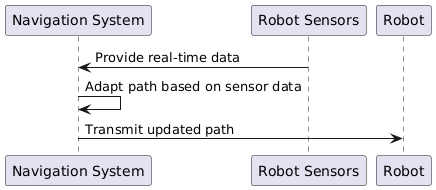 Navigation System Robot Sensors Robot
Provide real-time data
Adapt path based on sensor data
Transmit updated path
Navigation System Robot Sensors Robot